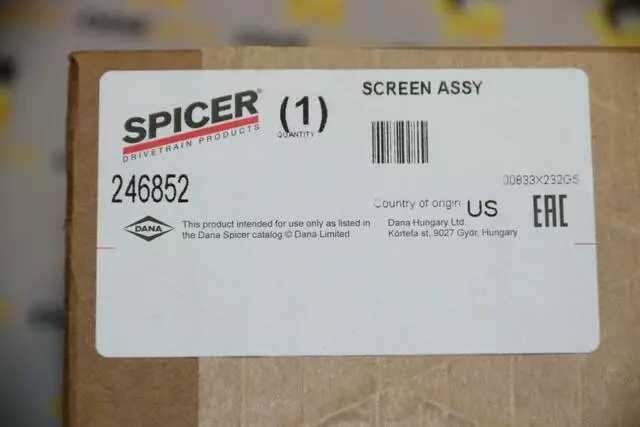 SCREEN ASSY
SPICER®
DRIVETRAIN PRODUCTS
(1)
QUANTITY
246852
00833X232G5
Country of origin US
EAC
DANA
This product intended for use only as listed in
the Dana Spicer catalog © Dana Limited
Dana Hungary Ltd.
Körtefa st, 9027 Győr, Hungary